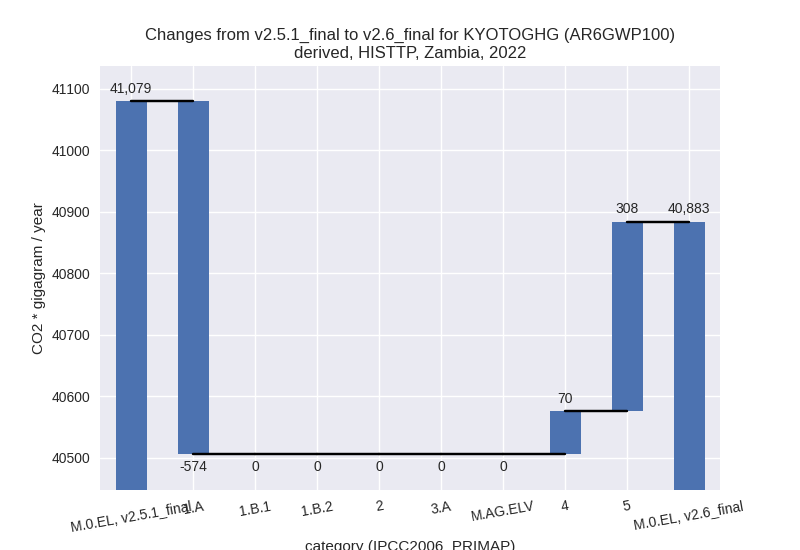 Changes from v2.5.1_final to v2.6_final for KYOTOGHG (AR6GWP100)
derived, HISTTP, Zambia, 2022
CO2 * gigagram / year
41100
41000
40900
40800
40700
40600
40500
41,079
-574
0
0
0
0
0
70
308
40,883
M.0.EL, v2.5.1_final
1.A
1.B.1
1.B.2
2
3.A
M.AG.ELV
4
5
M.0.EL, v2.6_final
category (IPCC2006_PRIMAP)